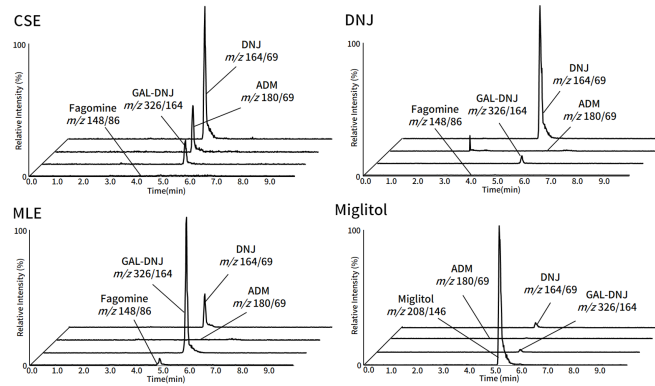 CSE
100
Relative Intensity (%)
0
DNJ
m/z 164/69
GAL-DNJ
m/z 326/164
ADM
m/z 180/69
Fagomine
m/z 148/86
0.0 1.0 2.0 3.0 4.0 5.0 6.0 7.0 8.0 9.0
Time(min)
DNJ
100
Relative Intensity (%)
0
DNJ
m/z 164/69
GAL-DNJ
m/z 326/164
ADM
m/z 180/69
Fagomine
m/z 148/86
0.0 1.0 2.0 3.0 4.0 5.0 6.0 7.0 8.0 9.0
Time(min)
MLE
100
Relative Intensity (%)
0
GAL-DNJ
m/z 326/164
DNJ
m/z 164/69
Fagomine
m/z 148/86
ADM
m/z 180/69
0.0 1.0 2.0 3.0 4.0 5.0 6.0 7.0 8.0 9.0
Time(min)
Miglitol
100
Relative Intensity (%)
0
ADM
m/z 180/69
DNJ
m/z 164/69
Miglitol
m/z 208/146
GAL-DNJ
m/z 326/164
0.0 1.0 2.0 3.0 4.0 5.0 6.0 7.0 8.0 9.0
Time(min)